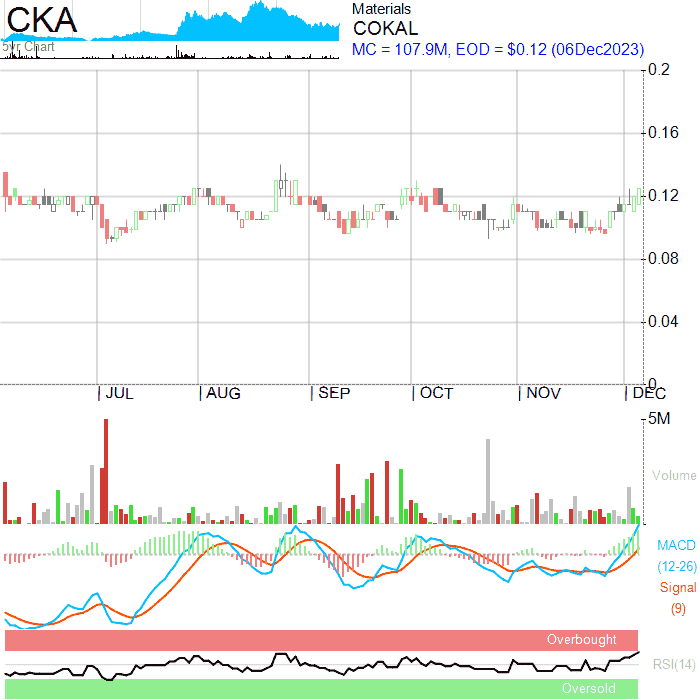 CKA
5yr Chart
Materials
COKAL
MC = 107.9M, EOD = $0.12 (06Dec2023)
0.2
0.16
0.12
0.08
0.04
0
JUL
AUG
SEP
OCT
NOV
DEC
5M
Volume
MACD
(12-26)
Signal
(9)
Overbought
RSI(14)
Oversold